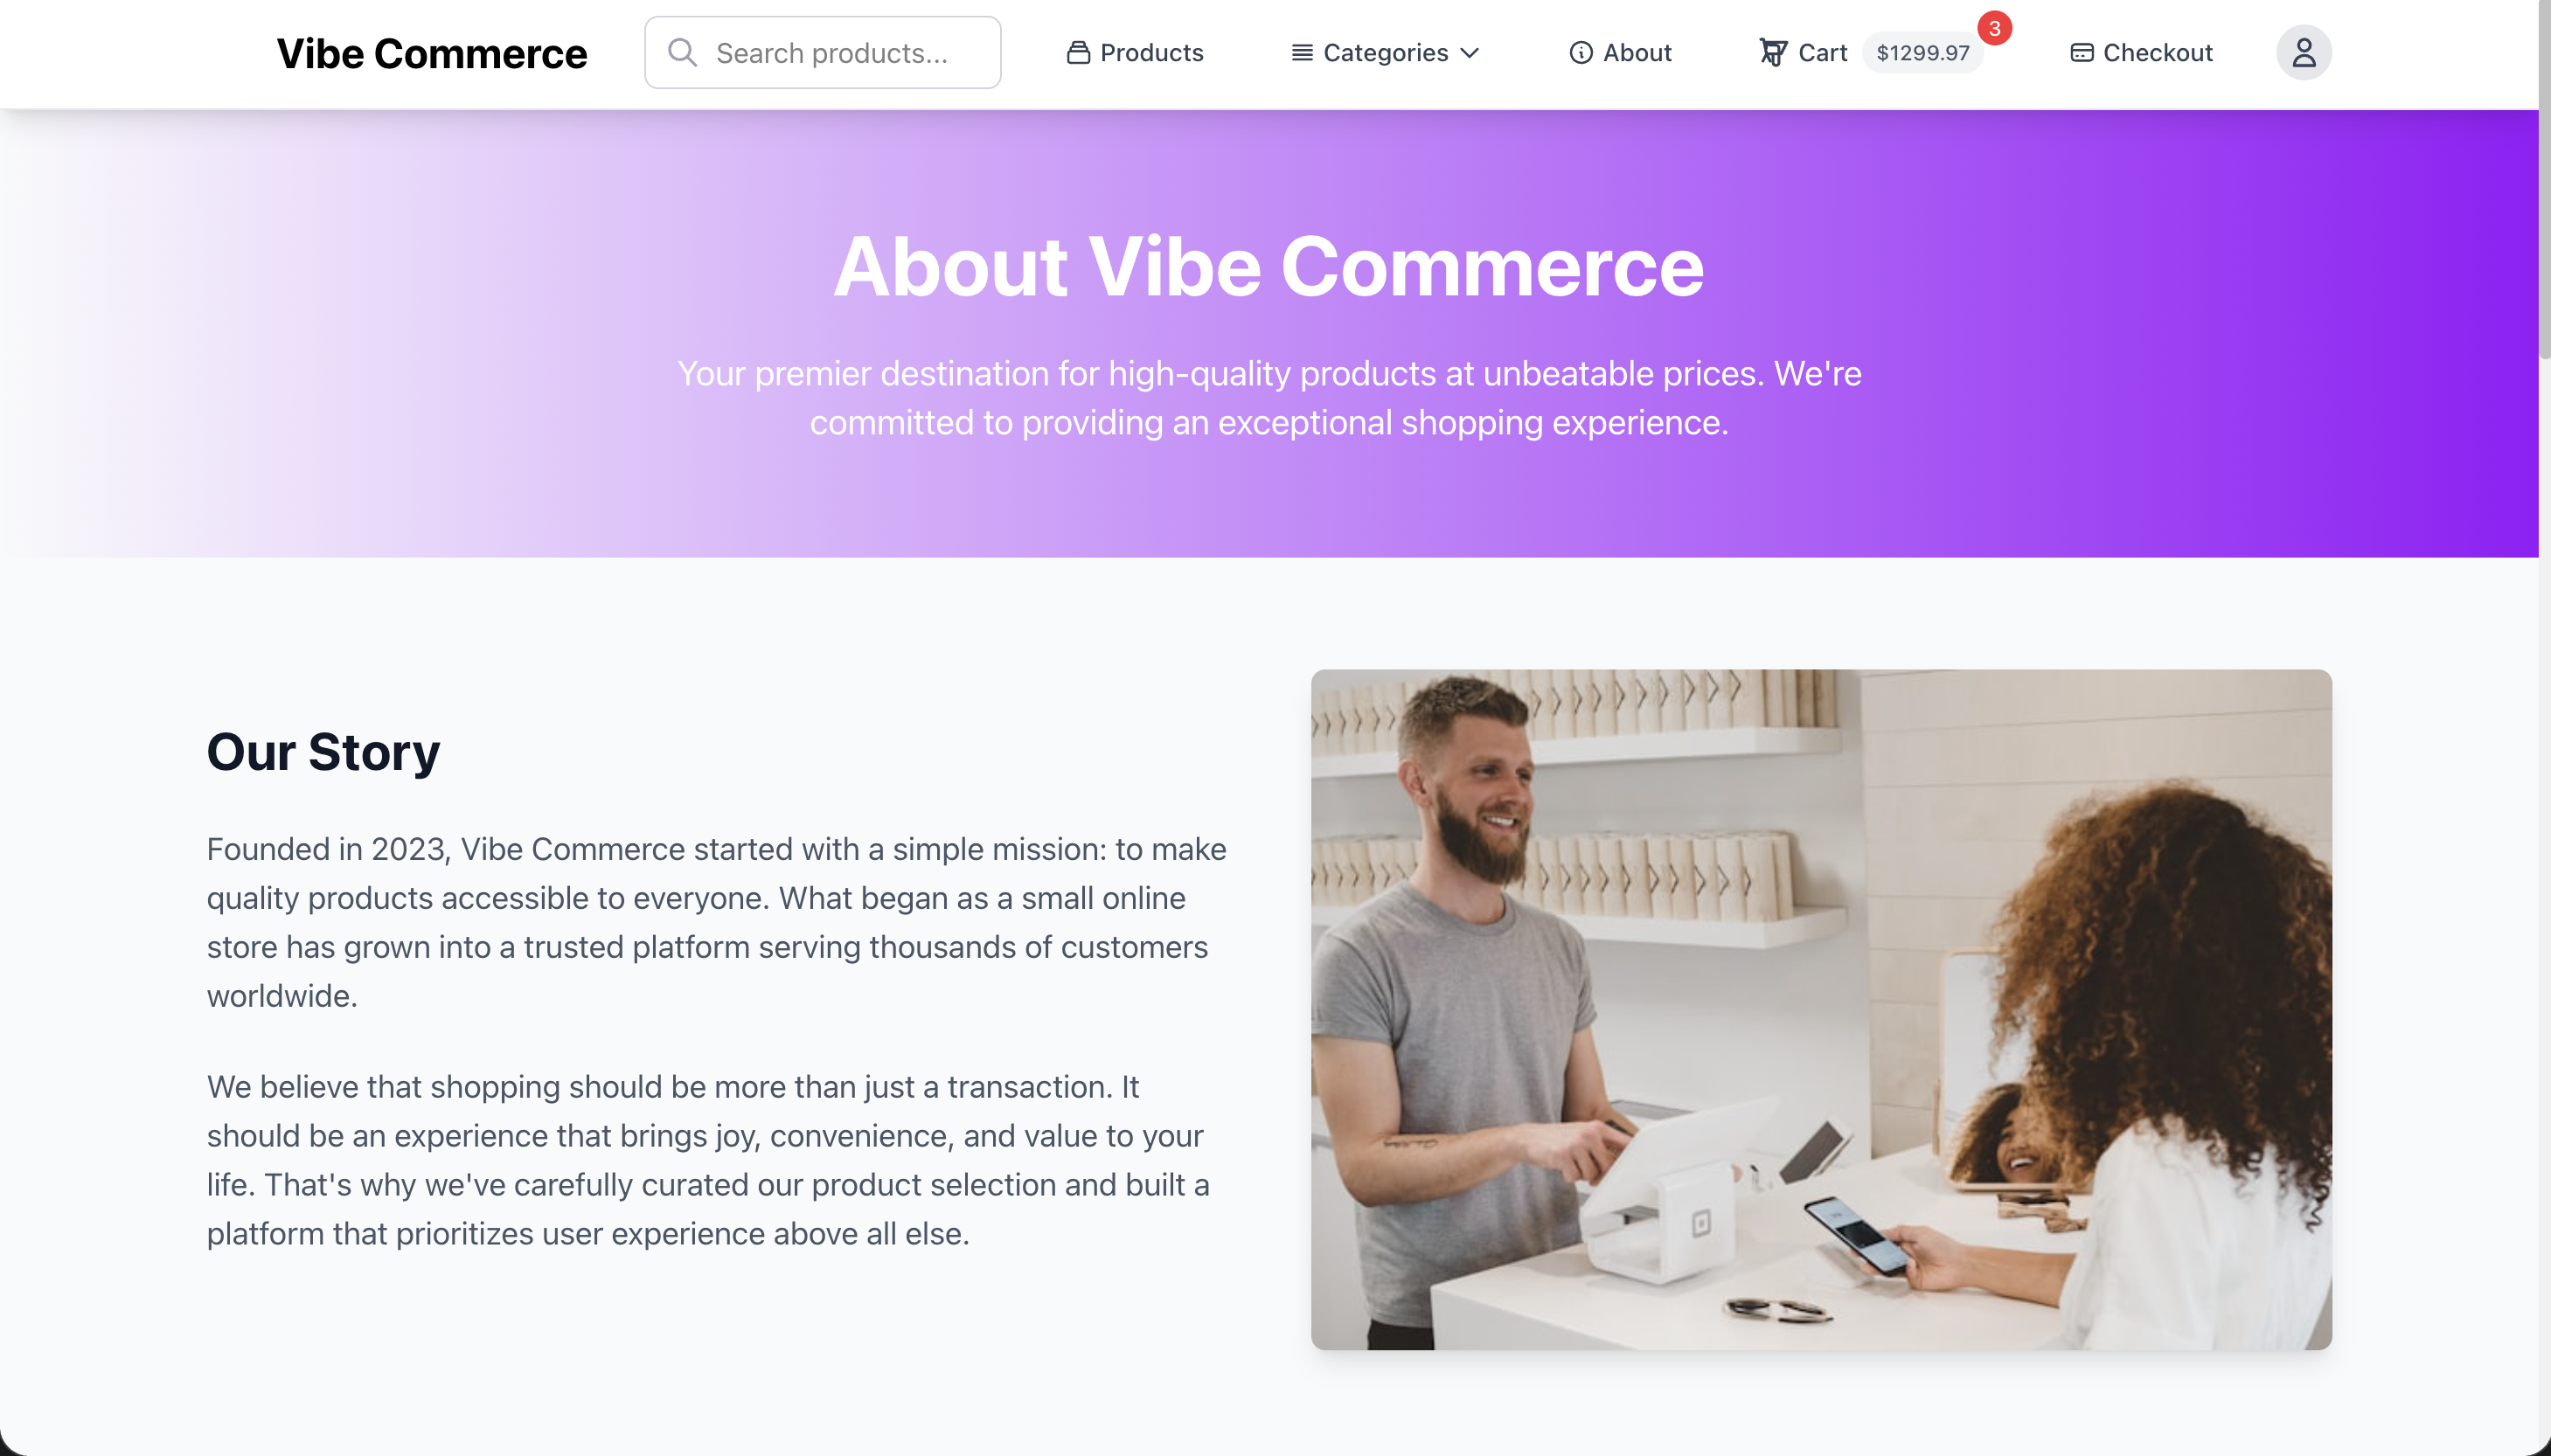 Vibe Commerce
Search products...
Products
Categories
About
Cart
$1299.97
3
Checkout
About Vibe Commerce
Your premier destination for high-quality products at unbeatable prices. We're
committed to providing an exceptional shopping experience.
Our Story
Founded in 2023, Vibe Commerce started with a simple mission: to make
quality products accessible to everyone. What began as a small online
store has grown into a trusted platform serving thousands of customers
worldwide.
We believe that shopping should be more than just a transaction. It
should be an experience that brings joy, convenience, and value to your
life. That's why we've carefully curated our product selection and built a
platform that prioritizes user experience above all else.